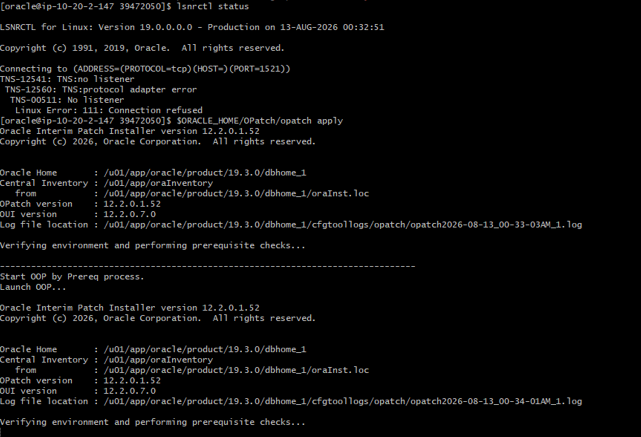 [oracle@ip-10-20-2-147 39472050]$ lsnrctl status
LSNRCTL for Linux: Version 19.0.0.0.0 - Production on 13-AUG-2026 00:32:51
Copyright (c) 1991, 2019, Oracle.  All rights reserved.
Connecting to (ADDRESS=(PROTOCOL=tcp)(HOST=)(PORT=1521))
TNS-12541: TNS:no listener
 TNS-12560: TNS:protocol adapter error
  TNS-00511: No listener
   Linux Error: 111: Connection refused
[oracle@ip-10-20-2-147 39472050]$ $ORACLE_HOME/OPatch/opatch apply
Oracle Interim Patch Installer version 12.2.0.1.52
Copyright (c) 2026, Oracle Corporation.  All rights reserved.
Oracle Home       : /u01/app/oracle/product/19.3.0/dbhome_1
Central Inventory : /u01/app/oraInventory
   from           : /u01/app/oracle/product/19.3.0/dbhome_1/oraInst.loc
OPatch version    : 12.2.0.1.52
OUI version       : 12.2.0.7.0
Log file location : /u01/app/oracle/product/19.3.0/dbhome_1/cfgtoollogs/opatch/opatch2026-08-13_00-33-03AM_1.log
Verifying environment and performing prerequisite checks...
--------------------------------------------------------------------------------
Start OOP by Prereq process.
Launch OOP...
Oracle Interim Patch Installer version 12.2.0.1.52
Copyright (c) 2026, Oracle Corporation.  All rights reserved.
Oracle Home       : /u01/app/oracle/product/19.3.0/dbhome_1
Central Inventory : /u01/app/oraInventory
   from           : /u01/app/oracle/product/19.3.0/dbhome_1/oraInst.loc
OPatch version    : 12.2.0.1.52
OUI version       : 12.2.0.7.0
Log file location : /u01/app/oracle/product/19.3.0/dbhome_1/cfgtoollogs/opatch/opatch2026-08-13_00-34-01AM_1.log
Verifying environment and performing prerequisite checks...